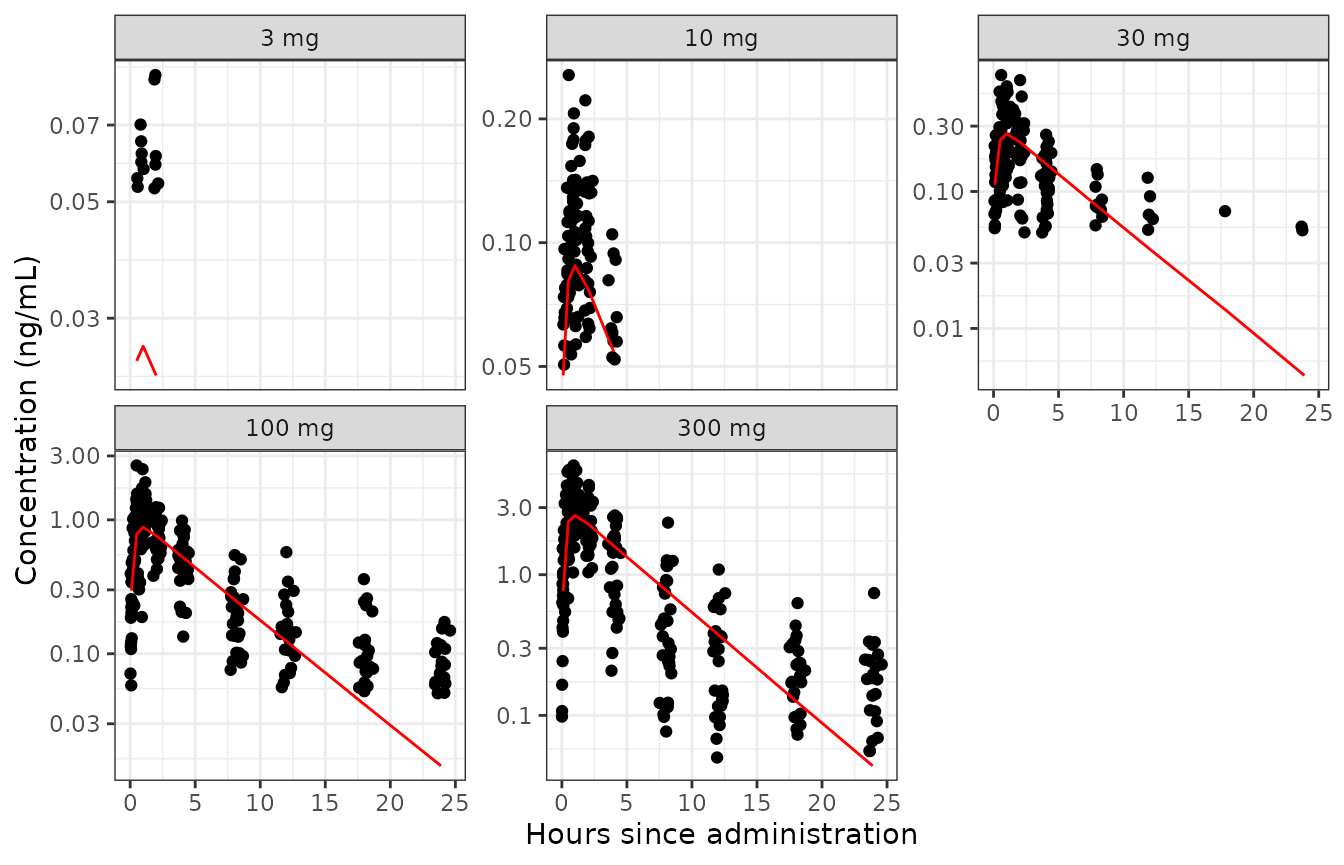 3 mg 10 mg 30 mg
0.07
0.05
0.03
0.20
0.10
0.05
0.30
0.10
0.03
0.01
0 5 10 15 20 25
Concentration (ng/mL)
100 mg 300 mg
3.00
1.00
0.30
0.10
0.03
3.0
1.0
0.3
0.1
0 5 10 15 20 25
0 5 10 15 20 25
Hours since administration